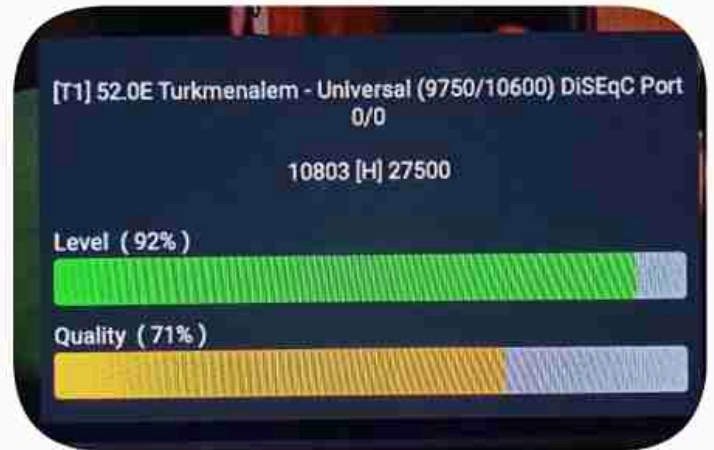 [T1] 52.0E Turkmenalem - Universal (9750/10600) DiSEqC Port
0/0
10803 [H] 27500
Level ( 92% )
Quality ( 71% )